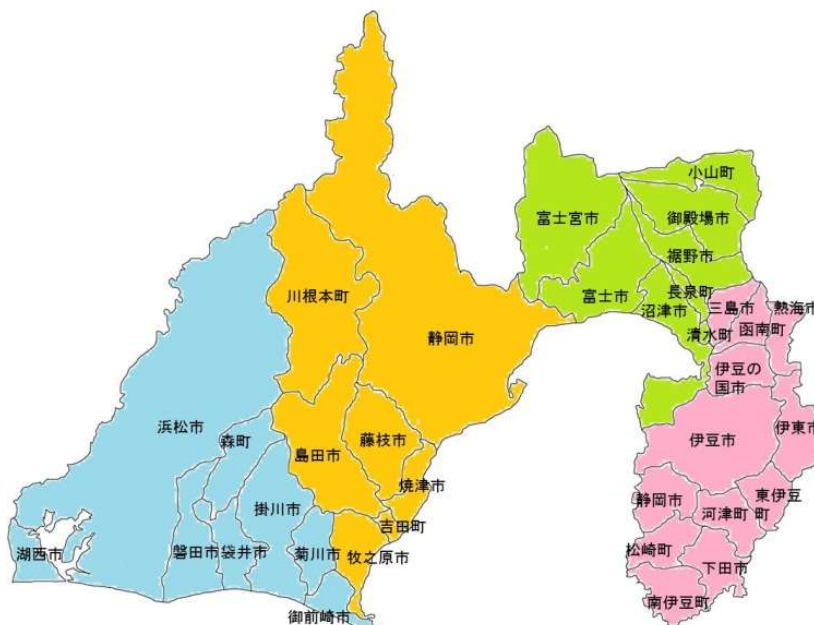 小山町
富士宮市
御殿場市
裾野市
川根本町
富士市
長泉町
沼津市
三島市
熱海市
清水町
函南町
静岡市
伊豆の
国市
浜松市
森町
島田市
藤枝市
伊豆市
伊東市
焼津市
掛川市
静岡市
東伊豆
町
河津町
吉田町
湖西市
磐田市
袋井市
菊川市
牧之原市
松崎町
下田市
南伊豆町
御前崎市